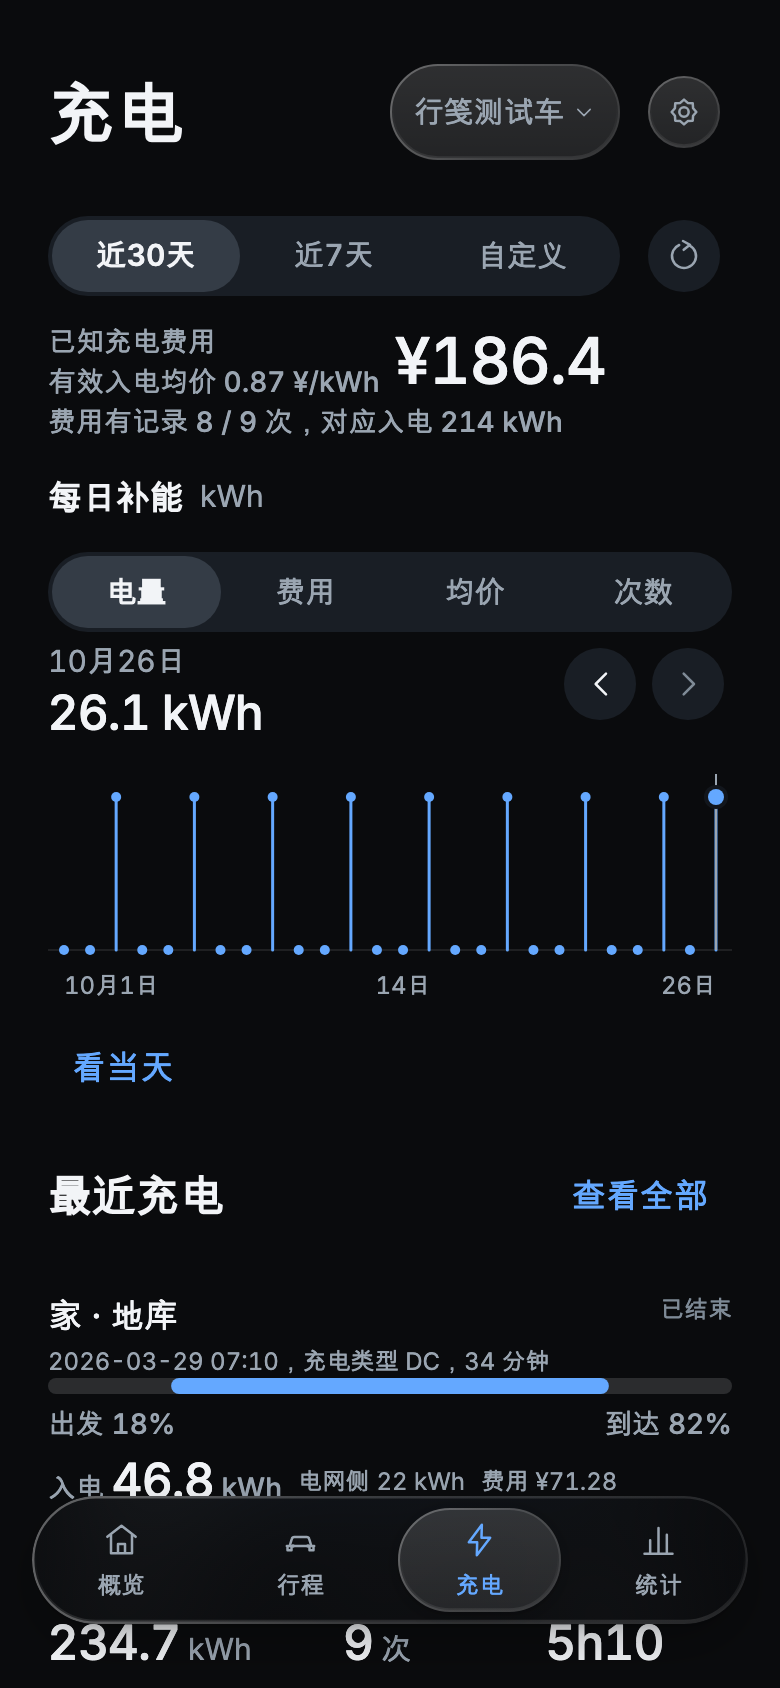 充电
行笺测试车
近30天 近7天 自定义
已知充电费用
有效入电均价 0.87 ¥/kWh ¥186.4
费用有记录 8 / 9 次，对应入电 214 kWh
每日补能 kWh
电量 费用 均价 次数
10月26日
26.1 kWh
10月1日 14日 26日
看当天
最近充电 查看全部
家 · 地库 已结束
2026-03-29 07:10，充电类型 DC，34 分钟
出发 18% 到达 82%
入电 46.8 kWh 电网侧 22 kWh 费用 ¥71.28
概览 行程 充电 统计
234.7 kWh 9 次 5h10